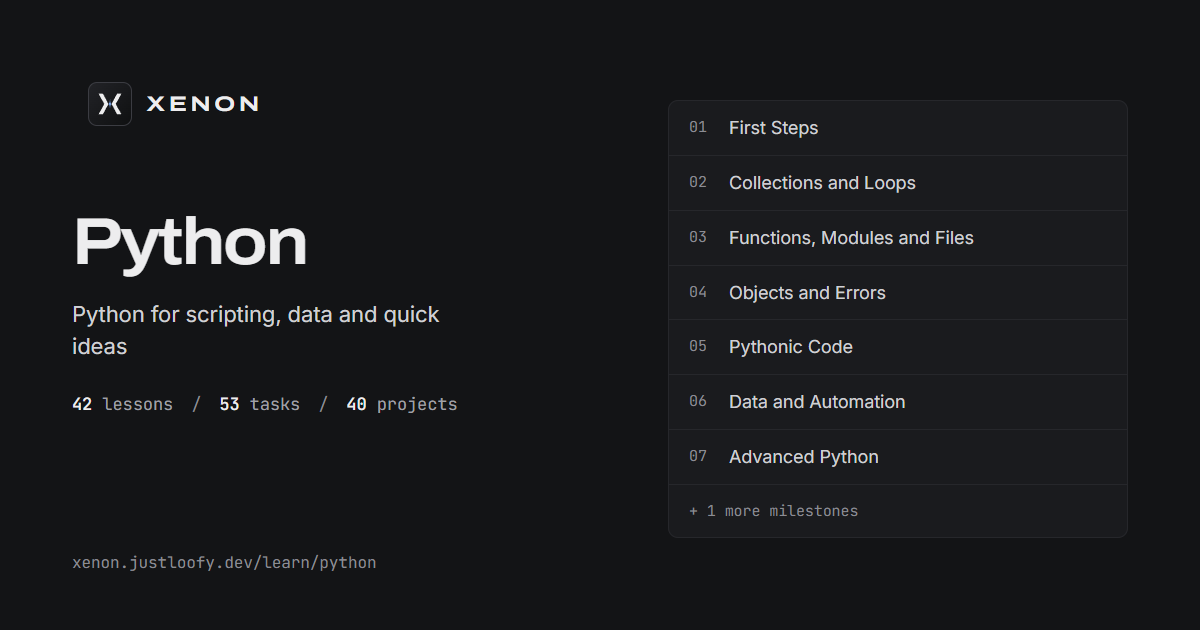 XENON
Python
Python for scripting, data and quick
ideas
42 lessons / 53 tasks / 40 projects
xenon.justloofy.dev/learn/python
01 First Steps
02 Collections and Loops
03 Functions, Modules and Files
04 Objects and Errors
05 Pythonic Code
06 Data and Automation
07 Advanced Python
+ 1 more milestones